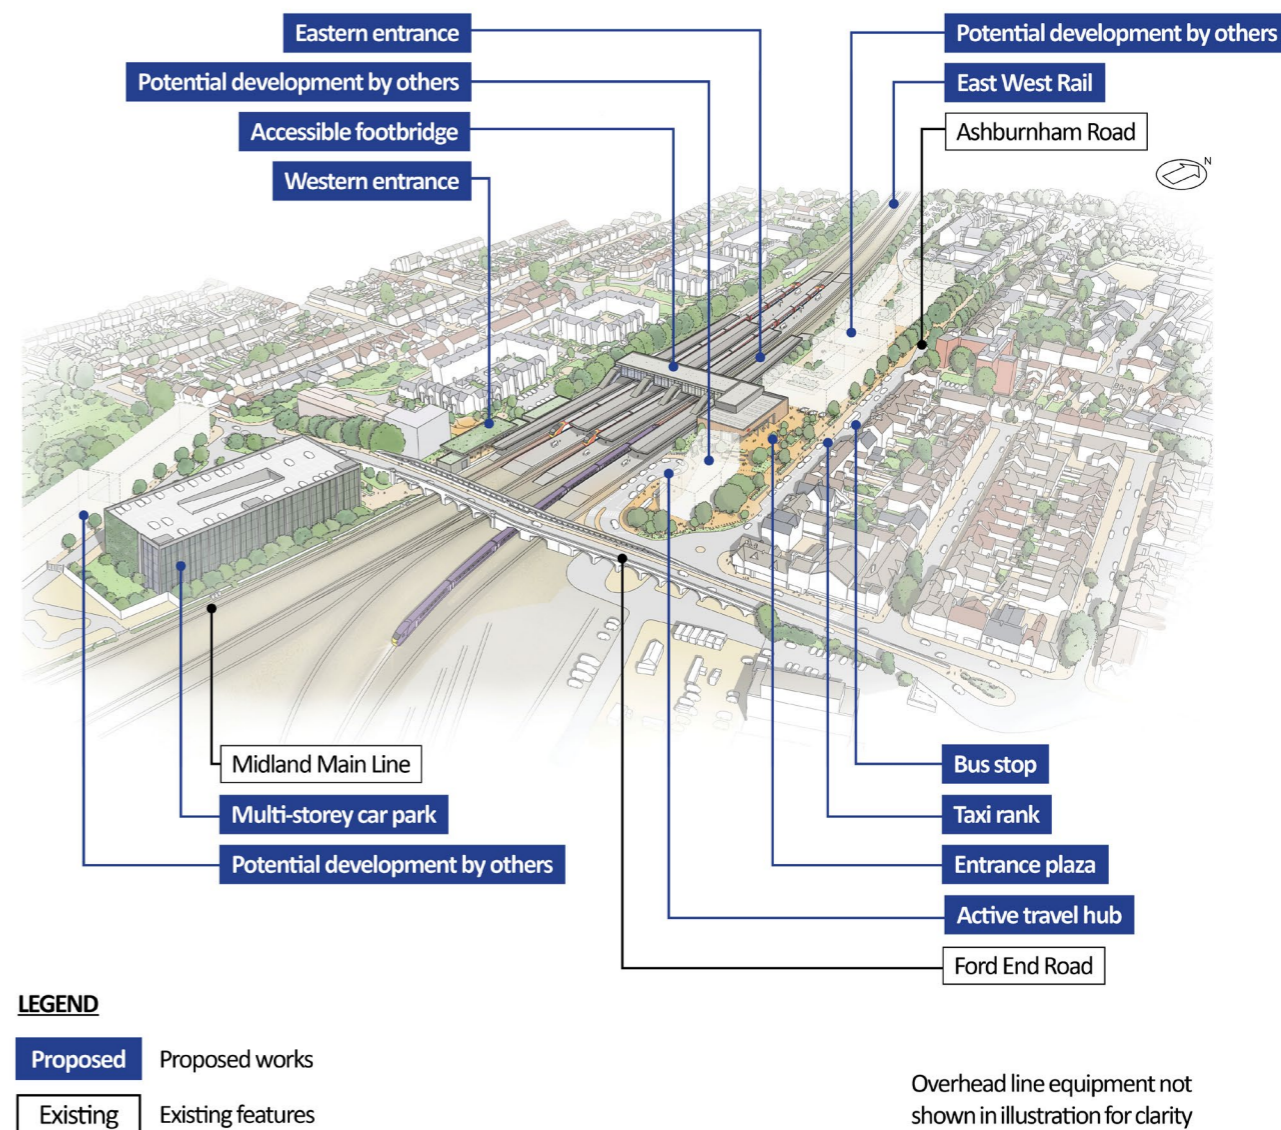 Eastern entrance
Potential development by others
Accessible footbridge
Western entrance
Potential development by others
East West Rail
Ashburnham Road
N
Midland Main Line
Multi-storey car park
Potential development by others
Bus stop
Taxi rank
Entrance plaza
Active travel hub
Ford End Road
LEGEND
Proposed Proposed works
Existing Existing features
Overhead line equipment not
shown in illustration for clarity